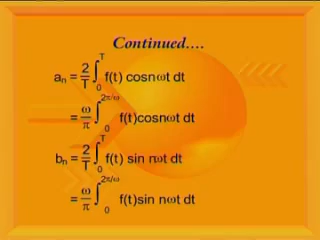 Continued....
aₙ = 2/T ∫₀ᵀ f(t) cosnωt dt
= ω/π ∫₀^2π/ω f(t)cosnωt dt
bₙ = 2/T ∫₀ᵀ f(t) sin nωt dt
= ω/π ∫₀^2π/ω f(t)sin nωt dt